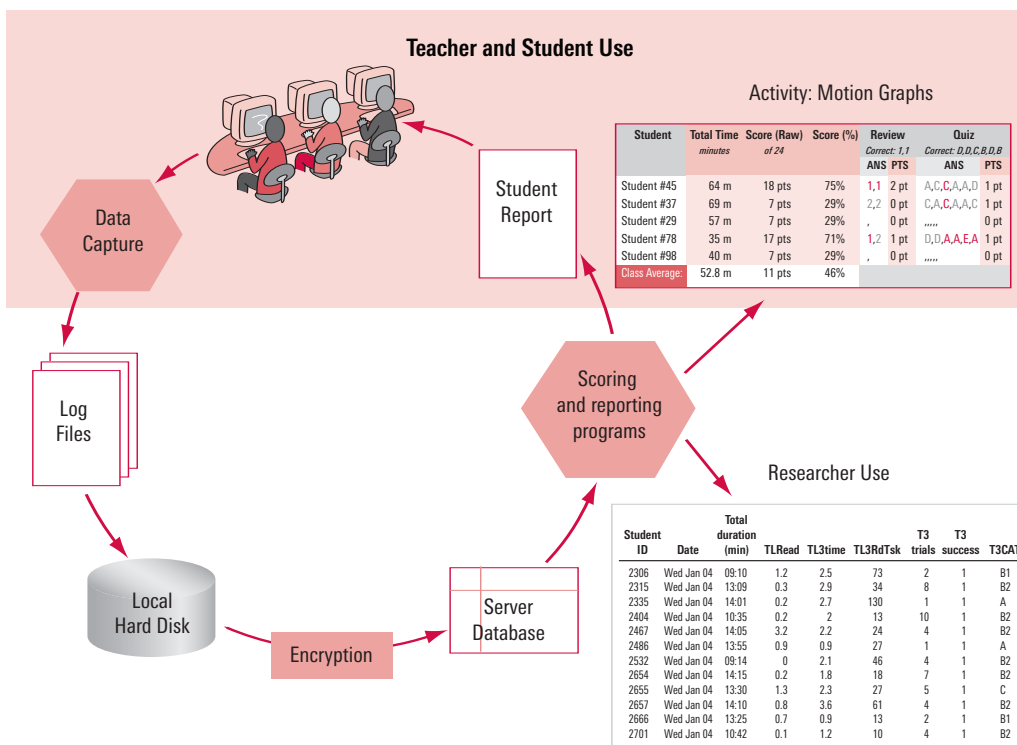 Teacher and Student Use
Activity: Motion Graphs
Student Total Time Score (Raw) Score (%) Review Quiz
minutes of 24 Correct: 1,1 Correct: D,D,C,B,D,B
ANS PTS ANS PTS
Student #45 64 m 18 pts 75% 1,1 2 pt A,C,C,A,A,D 1 pt
Student #37 69 m 7 pts 29% 2,2 0 pt C,A,C,A,A,C 1 pt
Student #29 57 m 7 pts 29% , 0 pt ,,,,, 0 pt
Student #78 35 m 17 pts 71% 1,2 1 pt D,D,A,A,E,A 1 pt
Student #98 40 m 7 pts 29% , 0 pt ,,,,, 0 pt
Class Average: 52.8 m 11 pts 46%
Student
Report
Data
Capture
Scoring
and reporting
programs
Log
Files
Local
Hard Disk
Encryption
Server
Database
Researcher Use
Total
Student duration T3 T3
ID Date (min) TLRead TL3time TL3RdTsk trials success T3CAT
2306 Wed Jan 04 09:10 1.2 2.5 73 2 1 B1
2315 Wed Jan 04 13:09 0.3 2.9 34 8 1 B2
2335 Wed Jan 04 14:01 0.2 2.7 130 1 1 A
2404 Wed Jan 04 10:35 0.2 2 13 10 1 B2
2467 Wed Jan 04 14:05 3.2 2.2 24 4 1 B2
2486 Wed Jan 04 13:55 0.9 0.9 27 1 1 A
2532 Wed Jan 04 09:14 0 2.1 46 4 1 B2
2654 Wed Jan 04 14:15 0.2 1.8 18 7 1 B2
2655 Wed Jan 04 13:30 1.3 2.3 27 5 1 C
2657 Wed Jan 04 14:10 0.8 3.6 61 4 1 B2
2666 Wed Jan 04 13:25 0.7 0.9 13 2 1 B1
2701 Wed Jan 04 10:42 0.1 1.2 10 4 1 B2